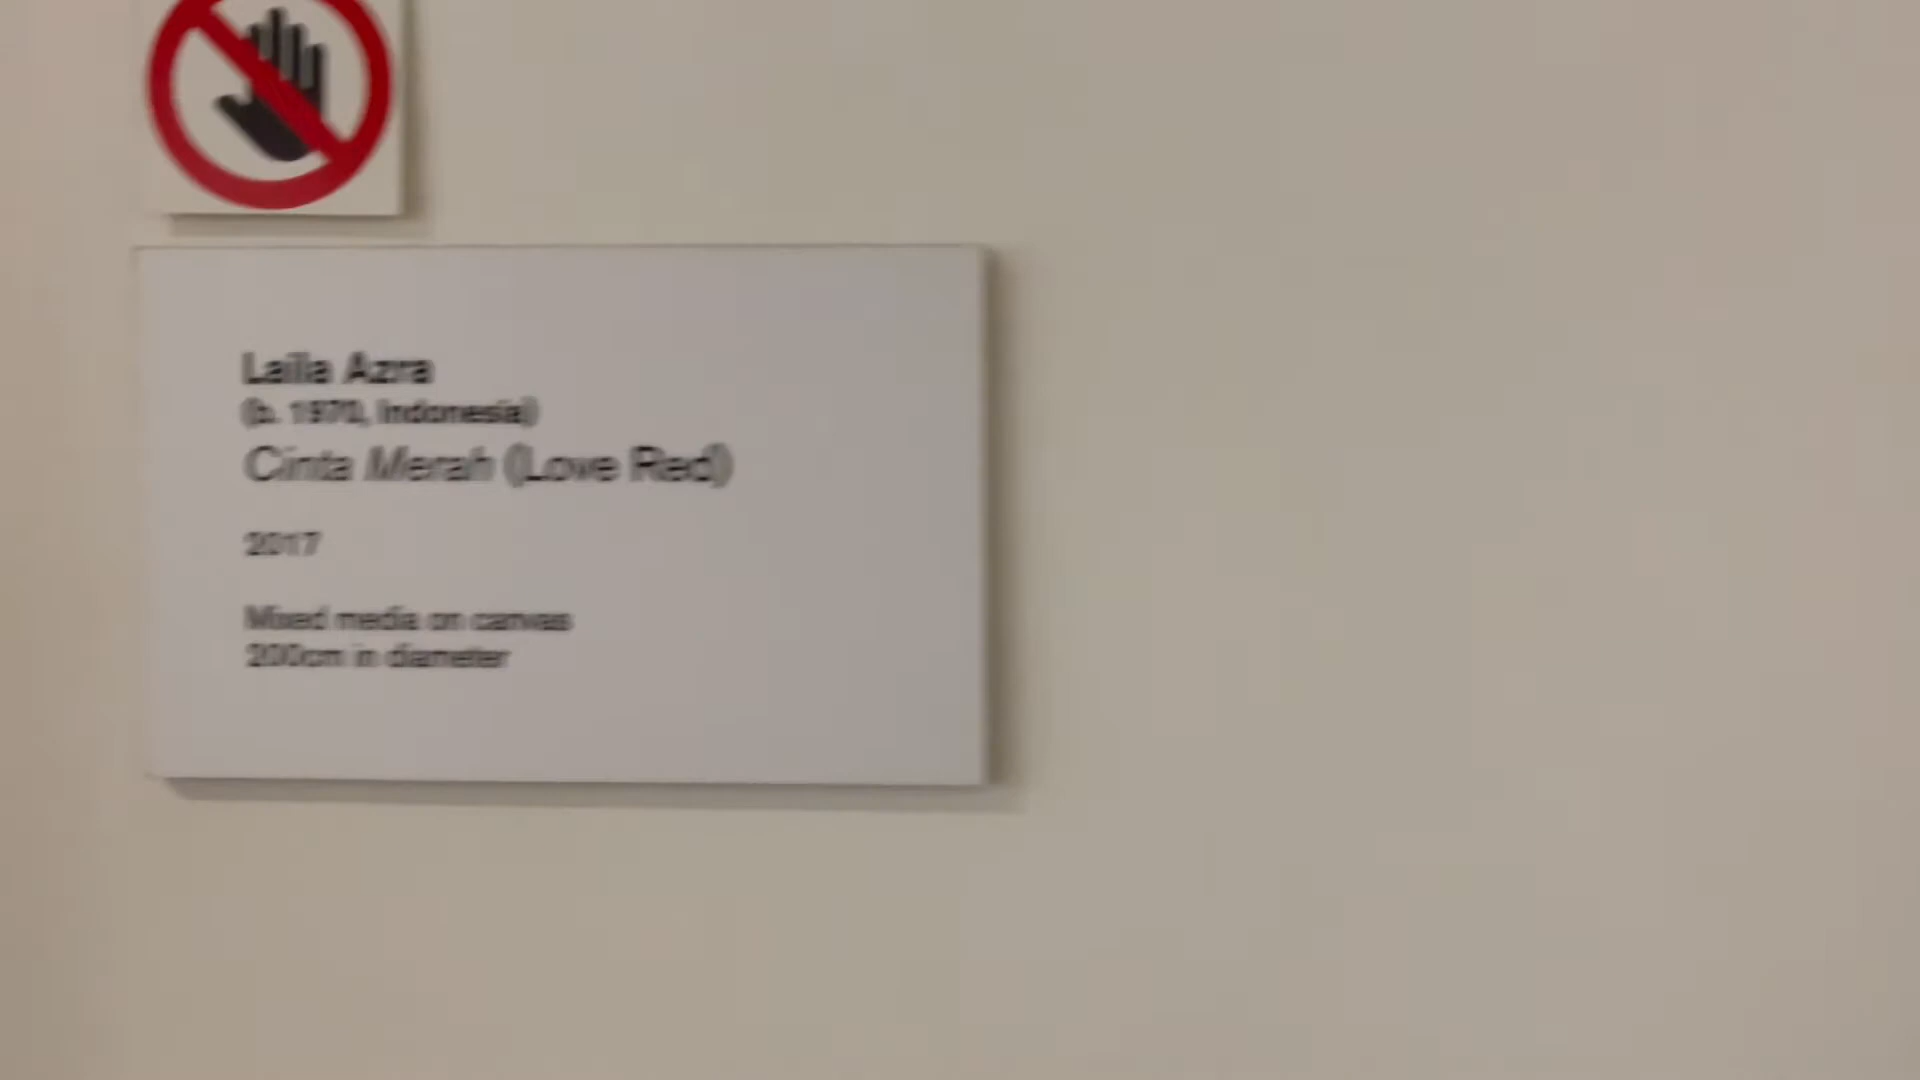 Laila Azra
(b. 1970, Indonesia)
Cinta Merah (Love Red)
2017
Mixed media on canvas
200cm in diameter